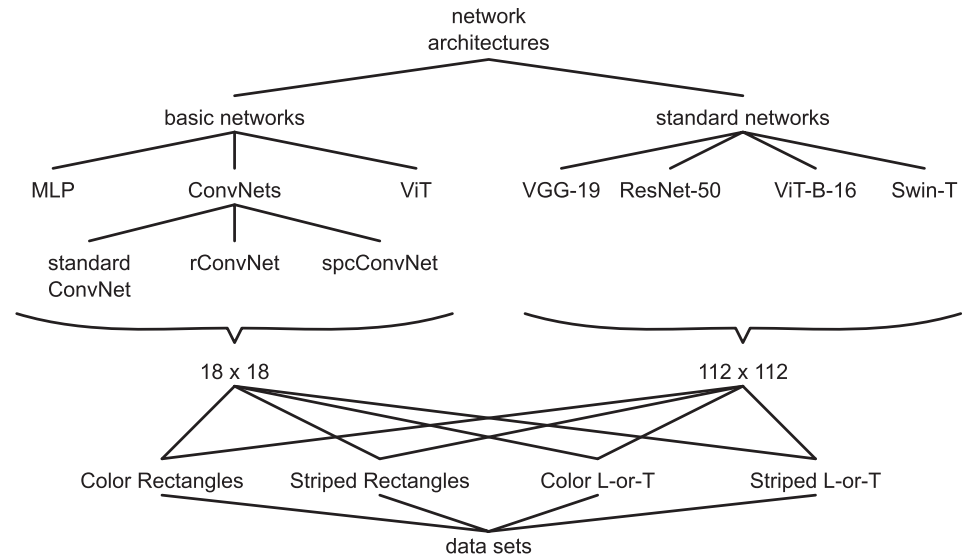 network
architectures
basic networks
standard networks
MLP
ConvNets
ViT
VGG-19
ResNet-50
ViT-B-16
Swin-T
standard
ConvNet
rConvNet
spcConvNet
18 x 18
112 x 112
Color Rectangles
Striped Rectangles
Color L-or-T
Striped L-or-T
data sets